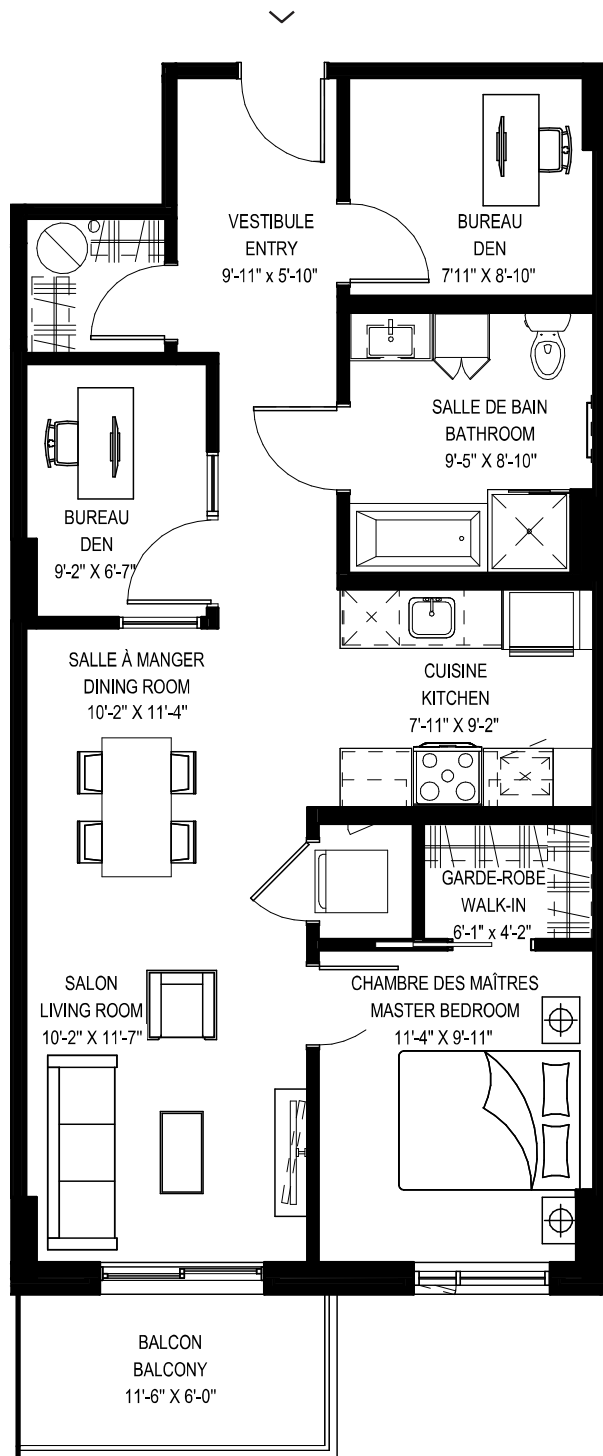 VESTIBULE
ENTRY
9'-11" x 5'-10"
BUREAU
DEN
7'11" X 8'-10"
SALLE DE BAIN
BATHROOM
9'-5" X 8'-10"
BUREAU
DEN
9'-2" X 6'-7"
SALLE À MANGER
DINING ROOM
10'-2" X 11'-4"
CUISINE
KITCHEN
7'-11" X 9'-2"
GARDE-ROBE
WALK-IN
6'-1" x 4'-2"
SALON
LIVING ROOM
10'-2" X 11'-7"
CHAMBRE DES MAÎTRES
MASTER BEDROOM
11'-4" X 9'-11"
BALCON
BALCONY
11'-6" X 6'-0"